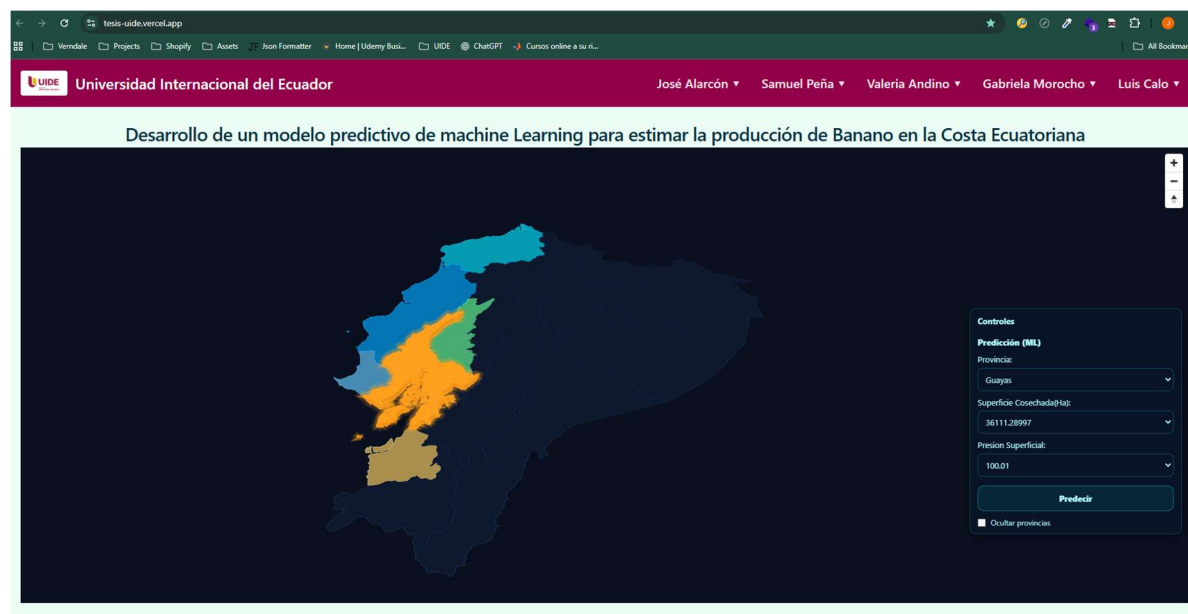 tesis-uide.vercel.app
Verndale Projects Shopify Assets Json Formatter Home | Udemy Busi... UIDE ChatGPT Cursos online a su ri... All Bookmar
UIDE Universidad Internacional del Ecuador José Alarcón ▼ Samuel Peña ▼ Valeria Andino ▼ Gabriela Morocho ▼ Luis Calo ▼
Desarrollo de un modelo predictivo de machine Learning para estimar la producción de Banano en la Costa Ecuatoriana
Controles
Predicción (ML)
Provincia:
Guayas
Superficie Cosechada(Ha):
36111.28997
Presion Superficial:
100.01
Predecir
Ocultar provincias